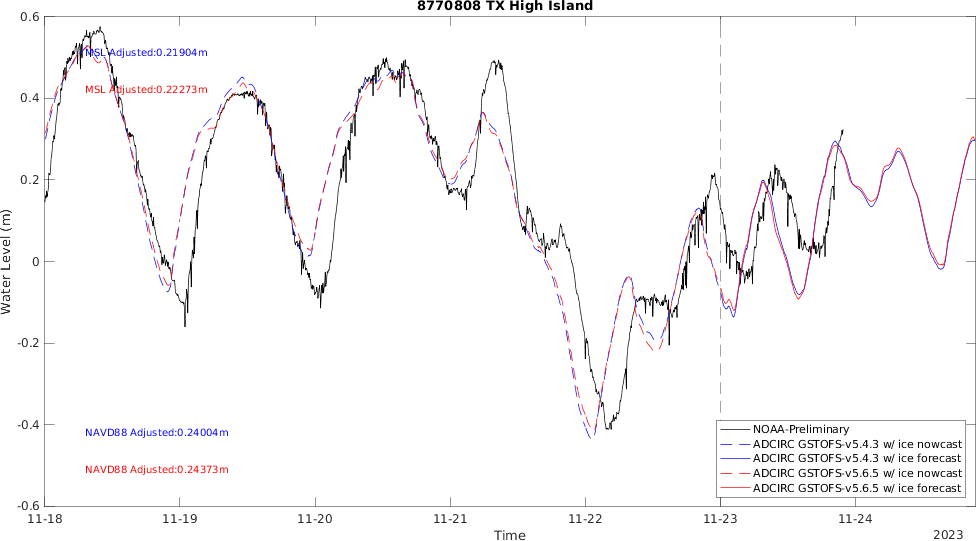 8770808 TX High Island
0.6
0.4
0.2
0
-0.2
-0.4
-0.6
Water Level (m)
MSL Adjusted:0.21904m
MSL Adjusted:0.22273m
NAVD88 Adjusted:0.24004m
NAVD88 Adjusted:0.24373m
NOAA-Preliminary
ADCIRC GSTOFS-v5.4.3 w/ ice nowcast
ADCIRC GSTOFS-v5.4.3 w/ ice forecast
ADCIRC GSTOFS-v5.6.5 w/ ice nowcast
ADCIRC GSTOFS-v5.6.5 w/ ice forecast
11-18 11-19 11-20 11-21 11-22 11-23 11-24
Time
2023